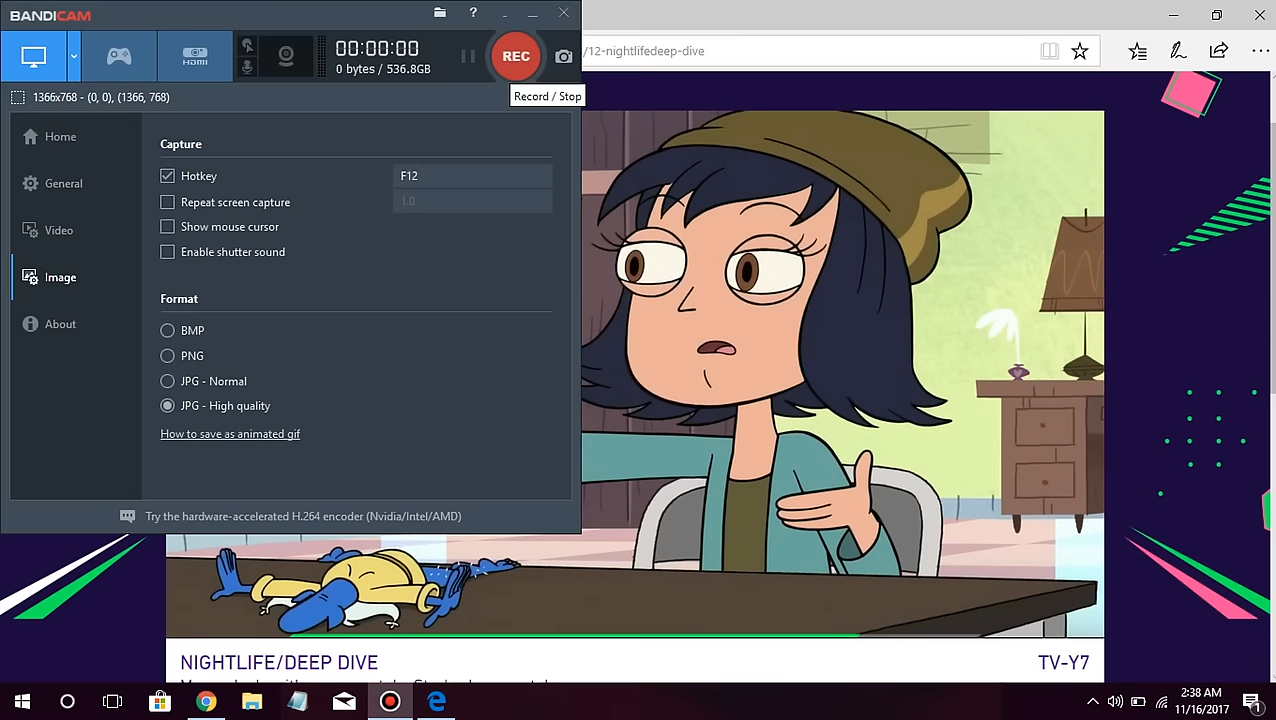 BANDICAM
?
HDMI
00:00:00
0 bytes / 536.8GB
REC
/12-nightlifedeep-dive
1366x768 - (0, 0), (1366, 768)
Record / Stop
Home
General
Video
Image
About
Capture
Hotkey
F12
Repeat screen capture
1.0
Show mouse cursor
Enable shutter sound
Format
BMP
PNG
JPG - Normal
JPG - High quality
How to save as animated gif
Try the hardware-accelerated H.264 encoder (Nvidia/Intel/AMD)
NIGHTLIFE/DEEP DIVE
TV-Y7
2:38 AM
11/16/2017
1